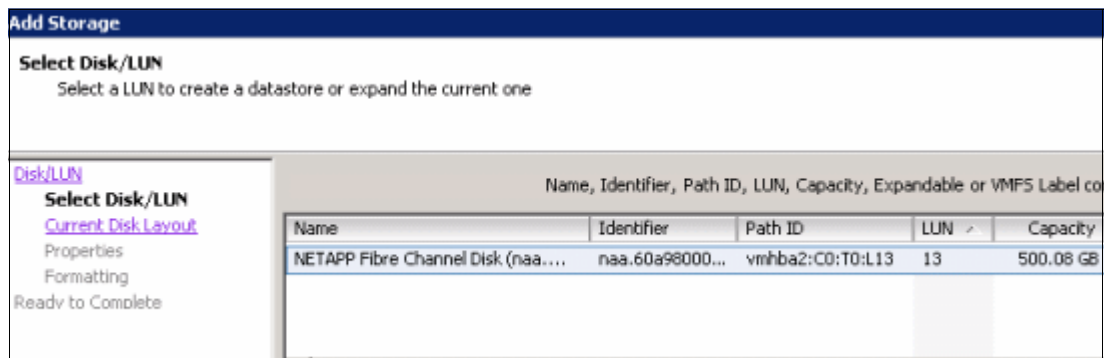 Add Storage
Select Disk/LUN
Select a LUN to create a datastore or expand the current one
Disk/LUN
Select Disk/LUN
Current Disk Layout
Properties
Formatting
Ready to Complete
Name, Identifier, Path ID, LUN, Capacity, Expandable or VMFS Label co
Name Identifier Path ID LUN Capacity
NETAPP Fibre Channel Disk (naa.... naa.60a98000... vmhba2:C0:T0:L13 13 500.08 GB